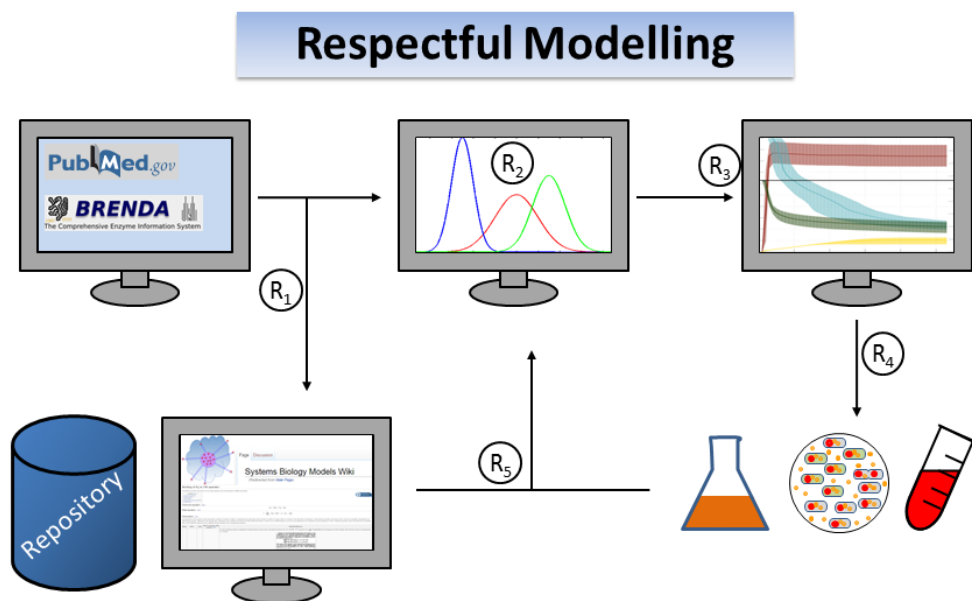 Respectful Modelling
PubMed.gov
BRENDA
The Comprehensive Enzyme Information System
R₁
R₂
R₃
R₄
Repository
Page Discussion
Systems Biology Models Wiki
R₅